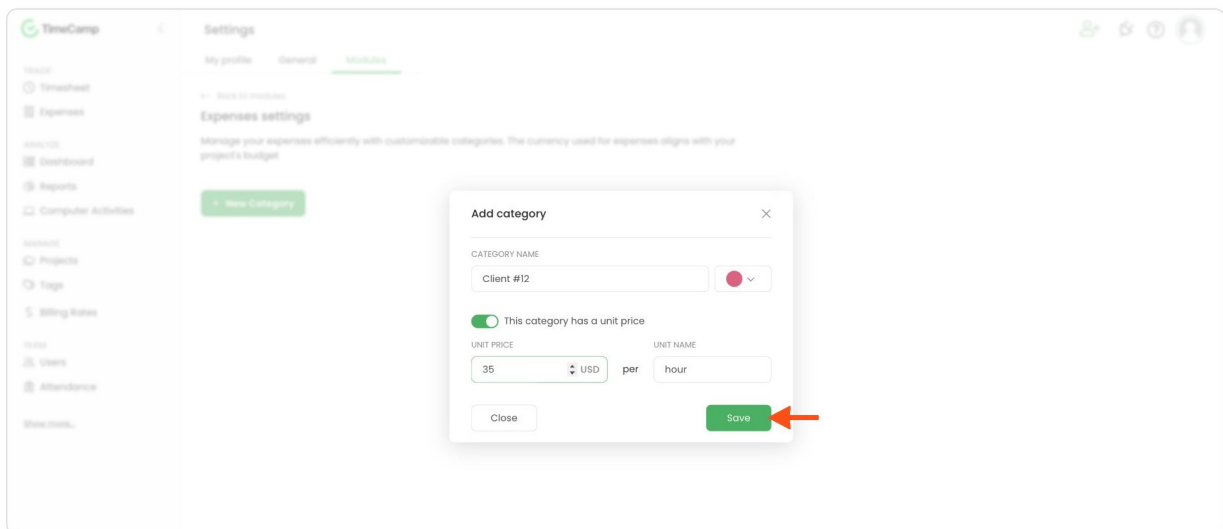 TimeCamp
Settings
My profile General Modules
TRACK
Timesheet
Expenses
ANALYZE
Dashboard
Reports
Computer Activities
MANAGE
Projects
Tags
Billing Rates
TEAM
Users
Attendance
Show more...
← Back to modules
Expenses settings
Manage your expenses efficiently with customizable categories. The currency used for expenses aligns with your
project's budget
+ New Category
Add category
CATEGORY NAME
Client #12
This category has a unit price
UNIT PRICE UNIT NAME
35 USD per hour
Close Save